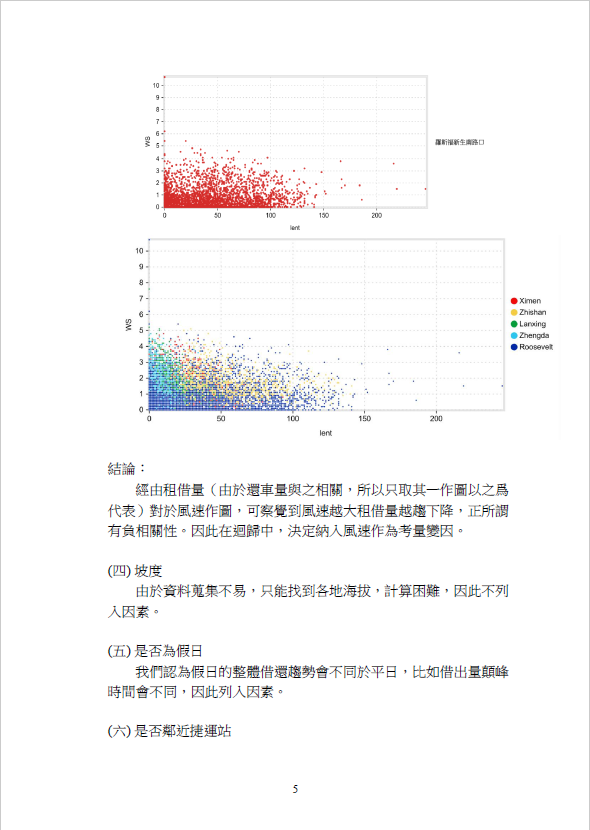 10
9
8
7
6
5
4
3
2
1
0
WS
0
50
100
150
200
lent
羅斯福新生南路口
10
9
8
7
6
5
4
3
2
1
0
WS
0
50
100
150
200
lent
Ximen
Zhishan
Lanxing
Zhengda
Roosevelt
結論：
經由租借量（由於還車量與之相關，所以只取其一作圖以之爲
代表）對於風速作圖，可察覺到風速越大租借量越趨下降，正所謂
有負相關性。因此在迴歸中，決定納入風速作為考量變因。
(四) 坡度
由於資料蒐集不易，只能找到各地海拔，計算困難，因此不列
入因素。
(五) 是否為假日
我們認為假日的整體借還趨勢會不同於平日，比如借出量顛峰
時間會不同，因此列入因素。
(六) 是否鄰近捷運站
5